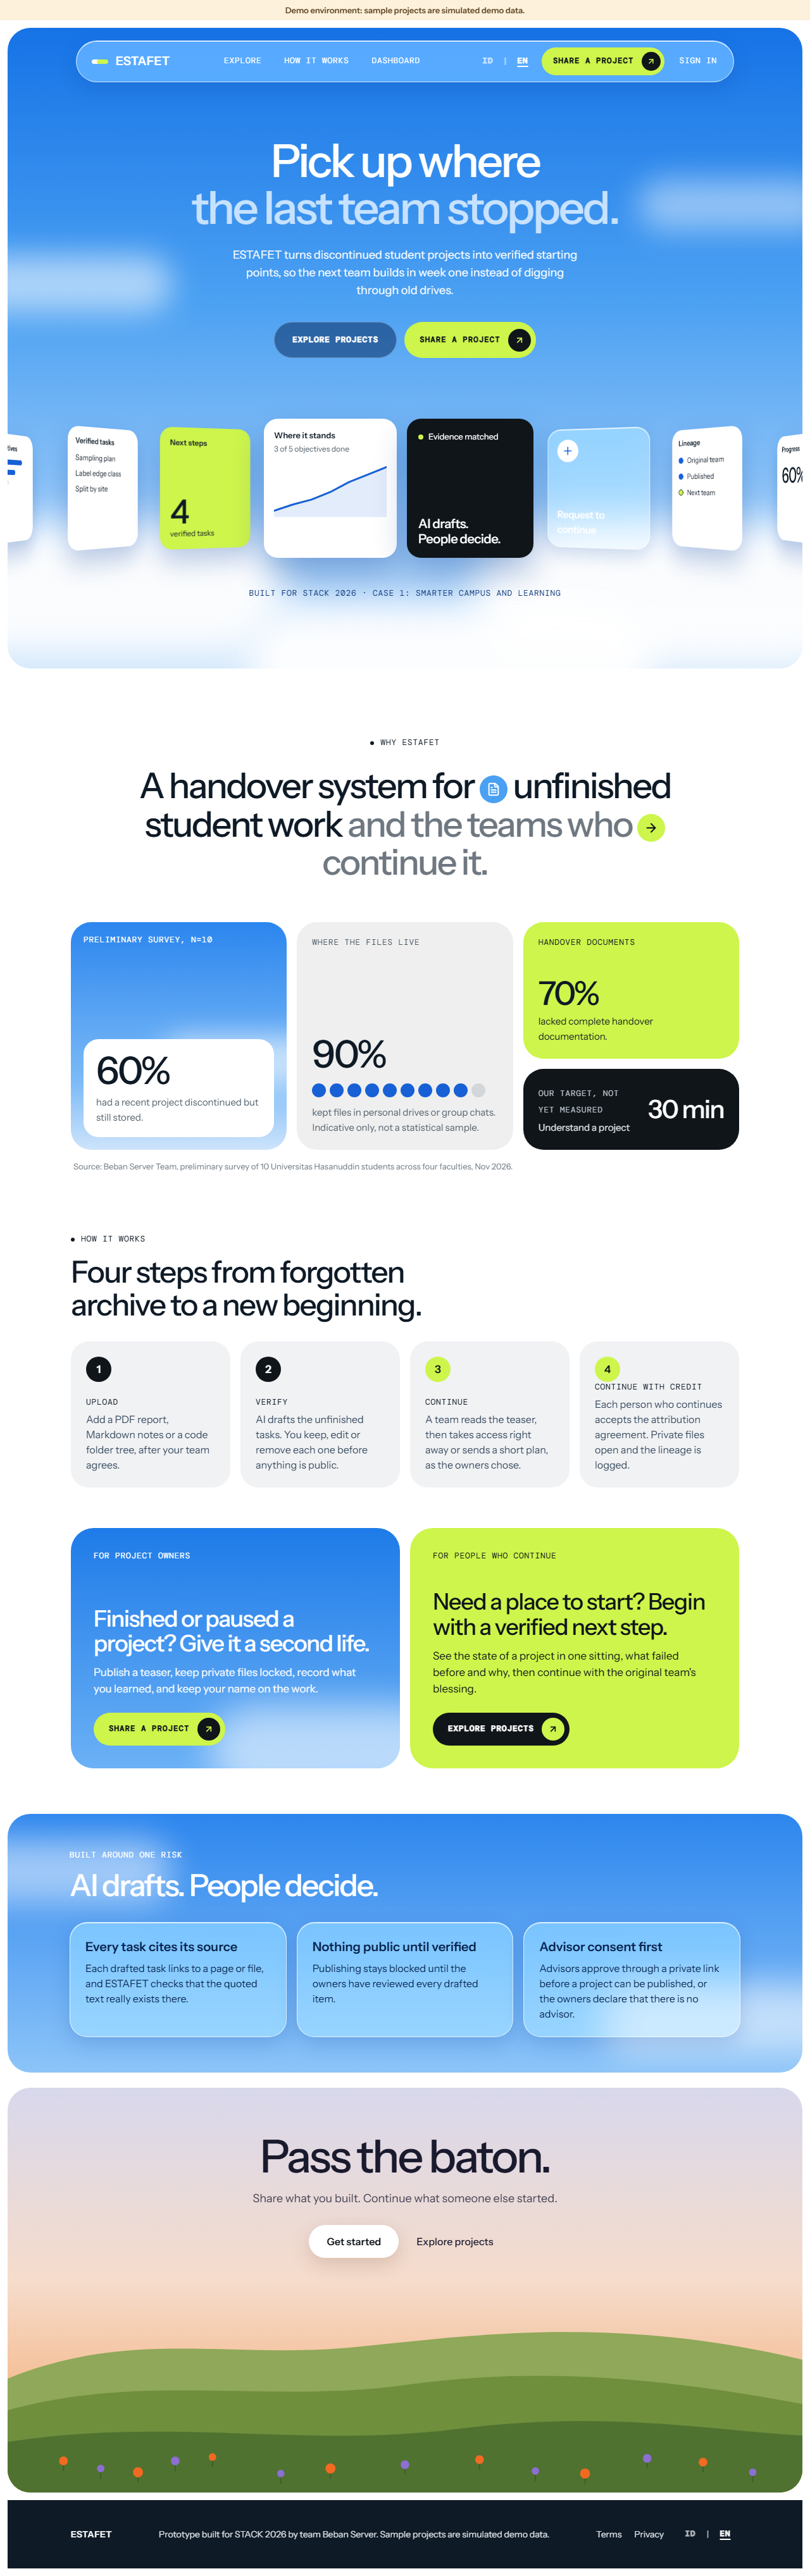 Demo environment: sample projects are simulated demo data.
ESTAFET EXPLORE HOW IT WORKS DASHBOARD ID | EN SHARE A PROJECT SIGN IN
Pick up where
the last team stopped.
ESTAFET turns discontinued student projects into verified starting
points, so the next team builds in week one instead of digging
through old drives.
EXPLORE PROJECTS SHARE A PROJECT
Verified tasks
Sampling plan
Label edge class
Split by site
Next steps
4
verified tasks
Where it stands
3 of 5 objectives done
Evidence matched
AI drafts.
People decide.
Request to
continue
Lineage
Original team
Published
Next team
Progress
60%
BUILT FOR STACK 2026 · CASE 1: SMARTER CAMPUS AND LEARNING
WHY ESTAFET
A handover system for unfinished
student work and the teams who
continue it.
PRELIMINARY SURVEY, N=10
60%
had a recent project discontinued but
still stored.
WHERE THE FILES LIVE
90%
kept files in personal drives or group chats.
Indicative only, not a statistical sample.
HANDOVER DOCUMENTS
70%
lacked complete handover
documentation.
OUR TARGET, NOT
YET MEASURED
Understand a project
30 min
Source: Beban Server Team, preliminary survey of 10 Universitas Hasanuddin students across four faculties, Nov 2026.
HOW IT WORKS
Four steps from forgotten
archive to a new beginning.
1
UPLOAD
Add a PDF report,
Markdown notes or a code
folder tree, after your team
agrees.
2
VERIFY
AI drafts the unfinished
tasks. You keep, edit or
remove each one before
anything is public.
3
CONTINUE
A team reads the teaser,
then takes access right
away or sends a short plan,
as the owners chose.
4
CONTINUE WITH CREDIT
Each person who continues
accepts the attribution
agreement. Private files
open and the lineage is
logged.
FOR PROJECT OWNERS
Finished or paused a
project? Give it a second life.
Publish a teaser, keep private files locked, record what
you learned, and keep your name on the work.
SHARE A PROJECT
FOR PEOPLE WHO CONTINUE
Need a place to start? Begin
with a verified next step.
See the state of a project in one sitting, what failed
before and why, then continue with the original team's
blessing.
EXPLORE PROJECTS
BUILT AROUND ONE RISK
AI drafts. People decide.
Every task cites its source
Each drafted task links to a page or file,
and ESTAFET checks that the quoted
text really exists there.
Nothing public until verified
Publishing stays blocked until the
owners have reviewed every drafted
item.
Advisor consent first
Advisors approve through a private link
before a project can be published, or
the owners declare that there is no
advisor.
Pass the baton.
Share what you built. Continue what someone else started.
Get started Explore projects
ESTAFET Prototype built for STACK 2026 by team Beban Server. Sample projects are simulated demo data. Terms Privacy ID | EN